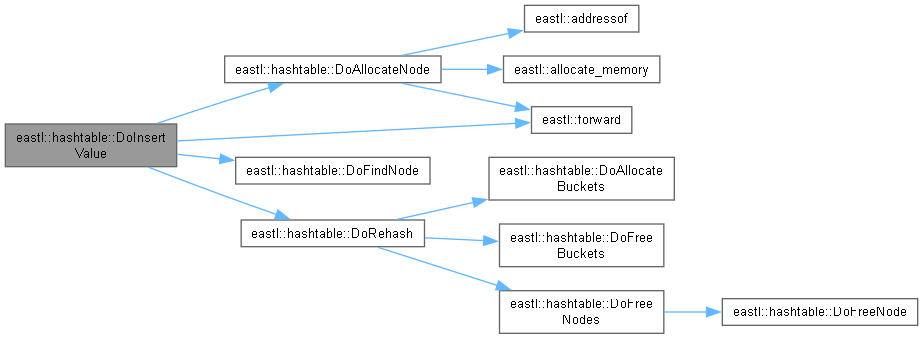 eastl::addressof
eastl::hashtable::DoAllocateNode
eastl::allocate_memory
eastl::forward
eastl::hashtable::DoInsert
Value
eastl::hashtable::DoFindNode
eastl::hashtable::DoAllocate
Buckets
eastl::hashtable::DoRehash
eastl::hashtable::DoFree
Buckets
eastl::hashtable::DoFree
Nodes
eastl::hashtable::DoFreeNode